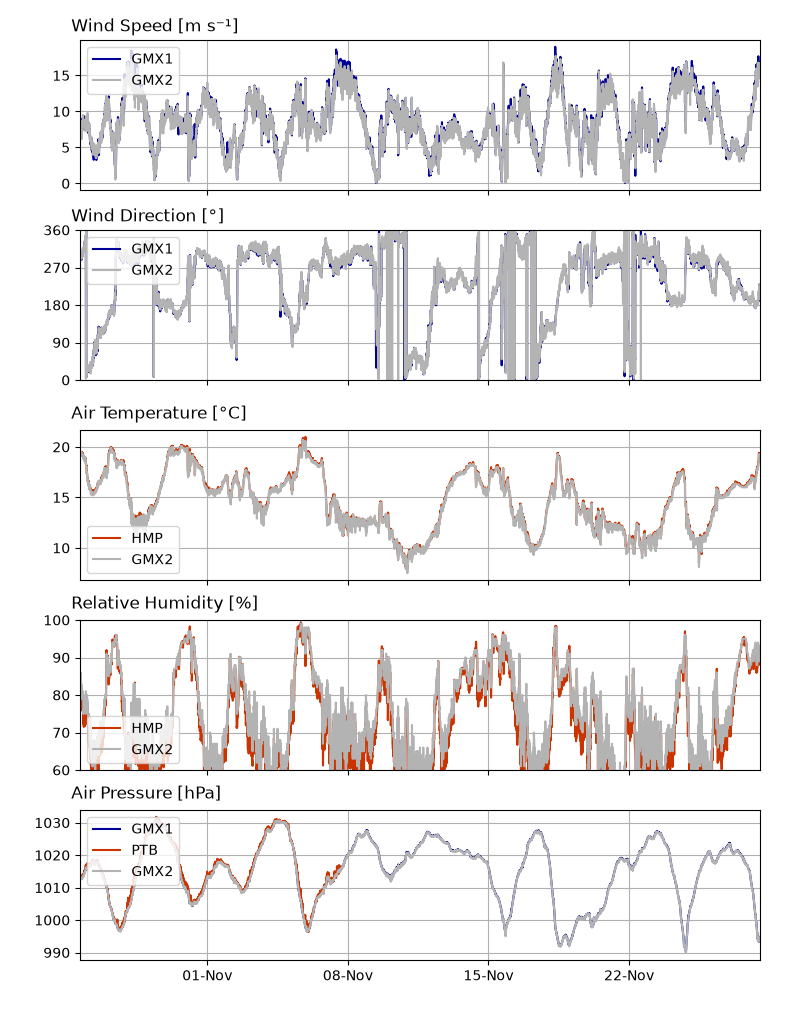 Wind Speed [m s⁻¹]
GMX1
GMX2
15
10
5
0
Wind Direction [°]
360
GMX1
GMX2
270
180
90
0
Air Temperature [°C]
20
15
10
HMP
GMX2
Relative Humidity [%]
100
90
80
70
60
HMP
GMX2
Air Pressure [hPa]
1030
1020
1010
1000
990
GMX1
PTB
GMX2
01-Nov
08-Nov
15-Nov
22-Nov